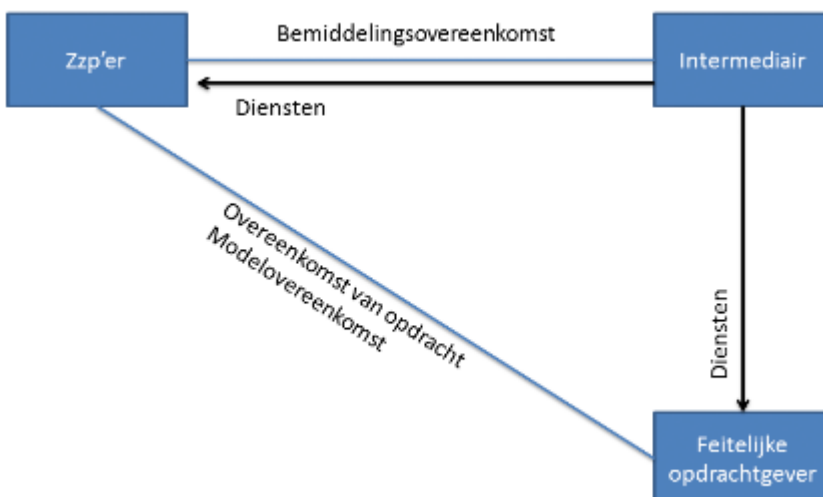 Zzp'er
Bemiddelingsovereenkomst
Intermediair
Diensten
Overeenkomst van opdracht
Modelovereenkomst
Diensten
Feitelijke
opdrachtgever